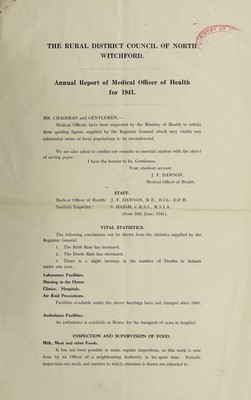 THE RURAL DISTRICT COUNCIL OF NORTH
WITCHFORD.
Annual Report of Medical Officer of Health
for 1941.
MR. CHAIRMAN and GENTLEMEN,—
Medical Officers have been requested by the Ministry of Health to refrain
from quoting figures supplied by the Registrar General which may enable any
substantial series of local populations to be reconstructed.
We are also asked to confine our remarks to essential matters with the object
of saving paper.
I have the honour to be, Gentlemen,
Your obedient servant,
J. F. DAWSON,
Medical Officer of Health.
STAFF.
Medical Officer of Health: J. F. DAWSON, M.B., B.Ch., D.P.H.
Sanitary Inspector: S. HAIGH, C.R.S.I., M.S.I.A.
(from 30th June, 1941).
VITAL STATISTICS.
The following conclusions can be drawn from the statistics supplied by the
Registrar General.
1. The Birth Rate has increased.
2. The Death Rate has decreased.
3. There is a slight increase in the number of Deaths in Infants
under one year.
Laboratory Facilities.
Nursing in the Home.
Clinics. Hospitals.
Air Raid Precautions.
Facilities available under the above headings have not changed since 1940.
Ambulance Facilities.
An ambulance is available at Manea for the transport of cases to hospital.
INSPECTION AND SUPERVISION OF FOOD.
Milk, Meat and other Foods.
It has not been possible to make regular inspections, as this work is now
done by an Officer of a neighbouring Authority in his spare time. Periodic
inspections are made and matters to which attention is drawn are attended to.